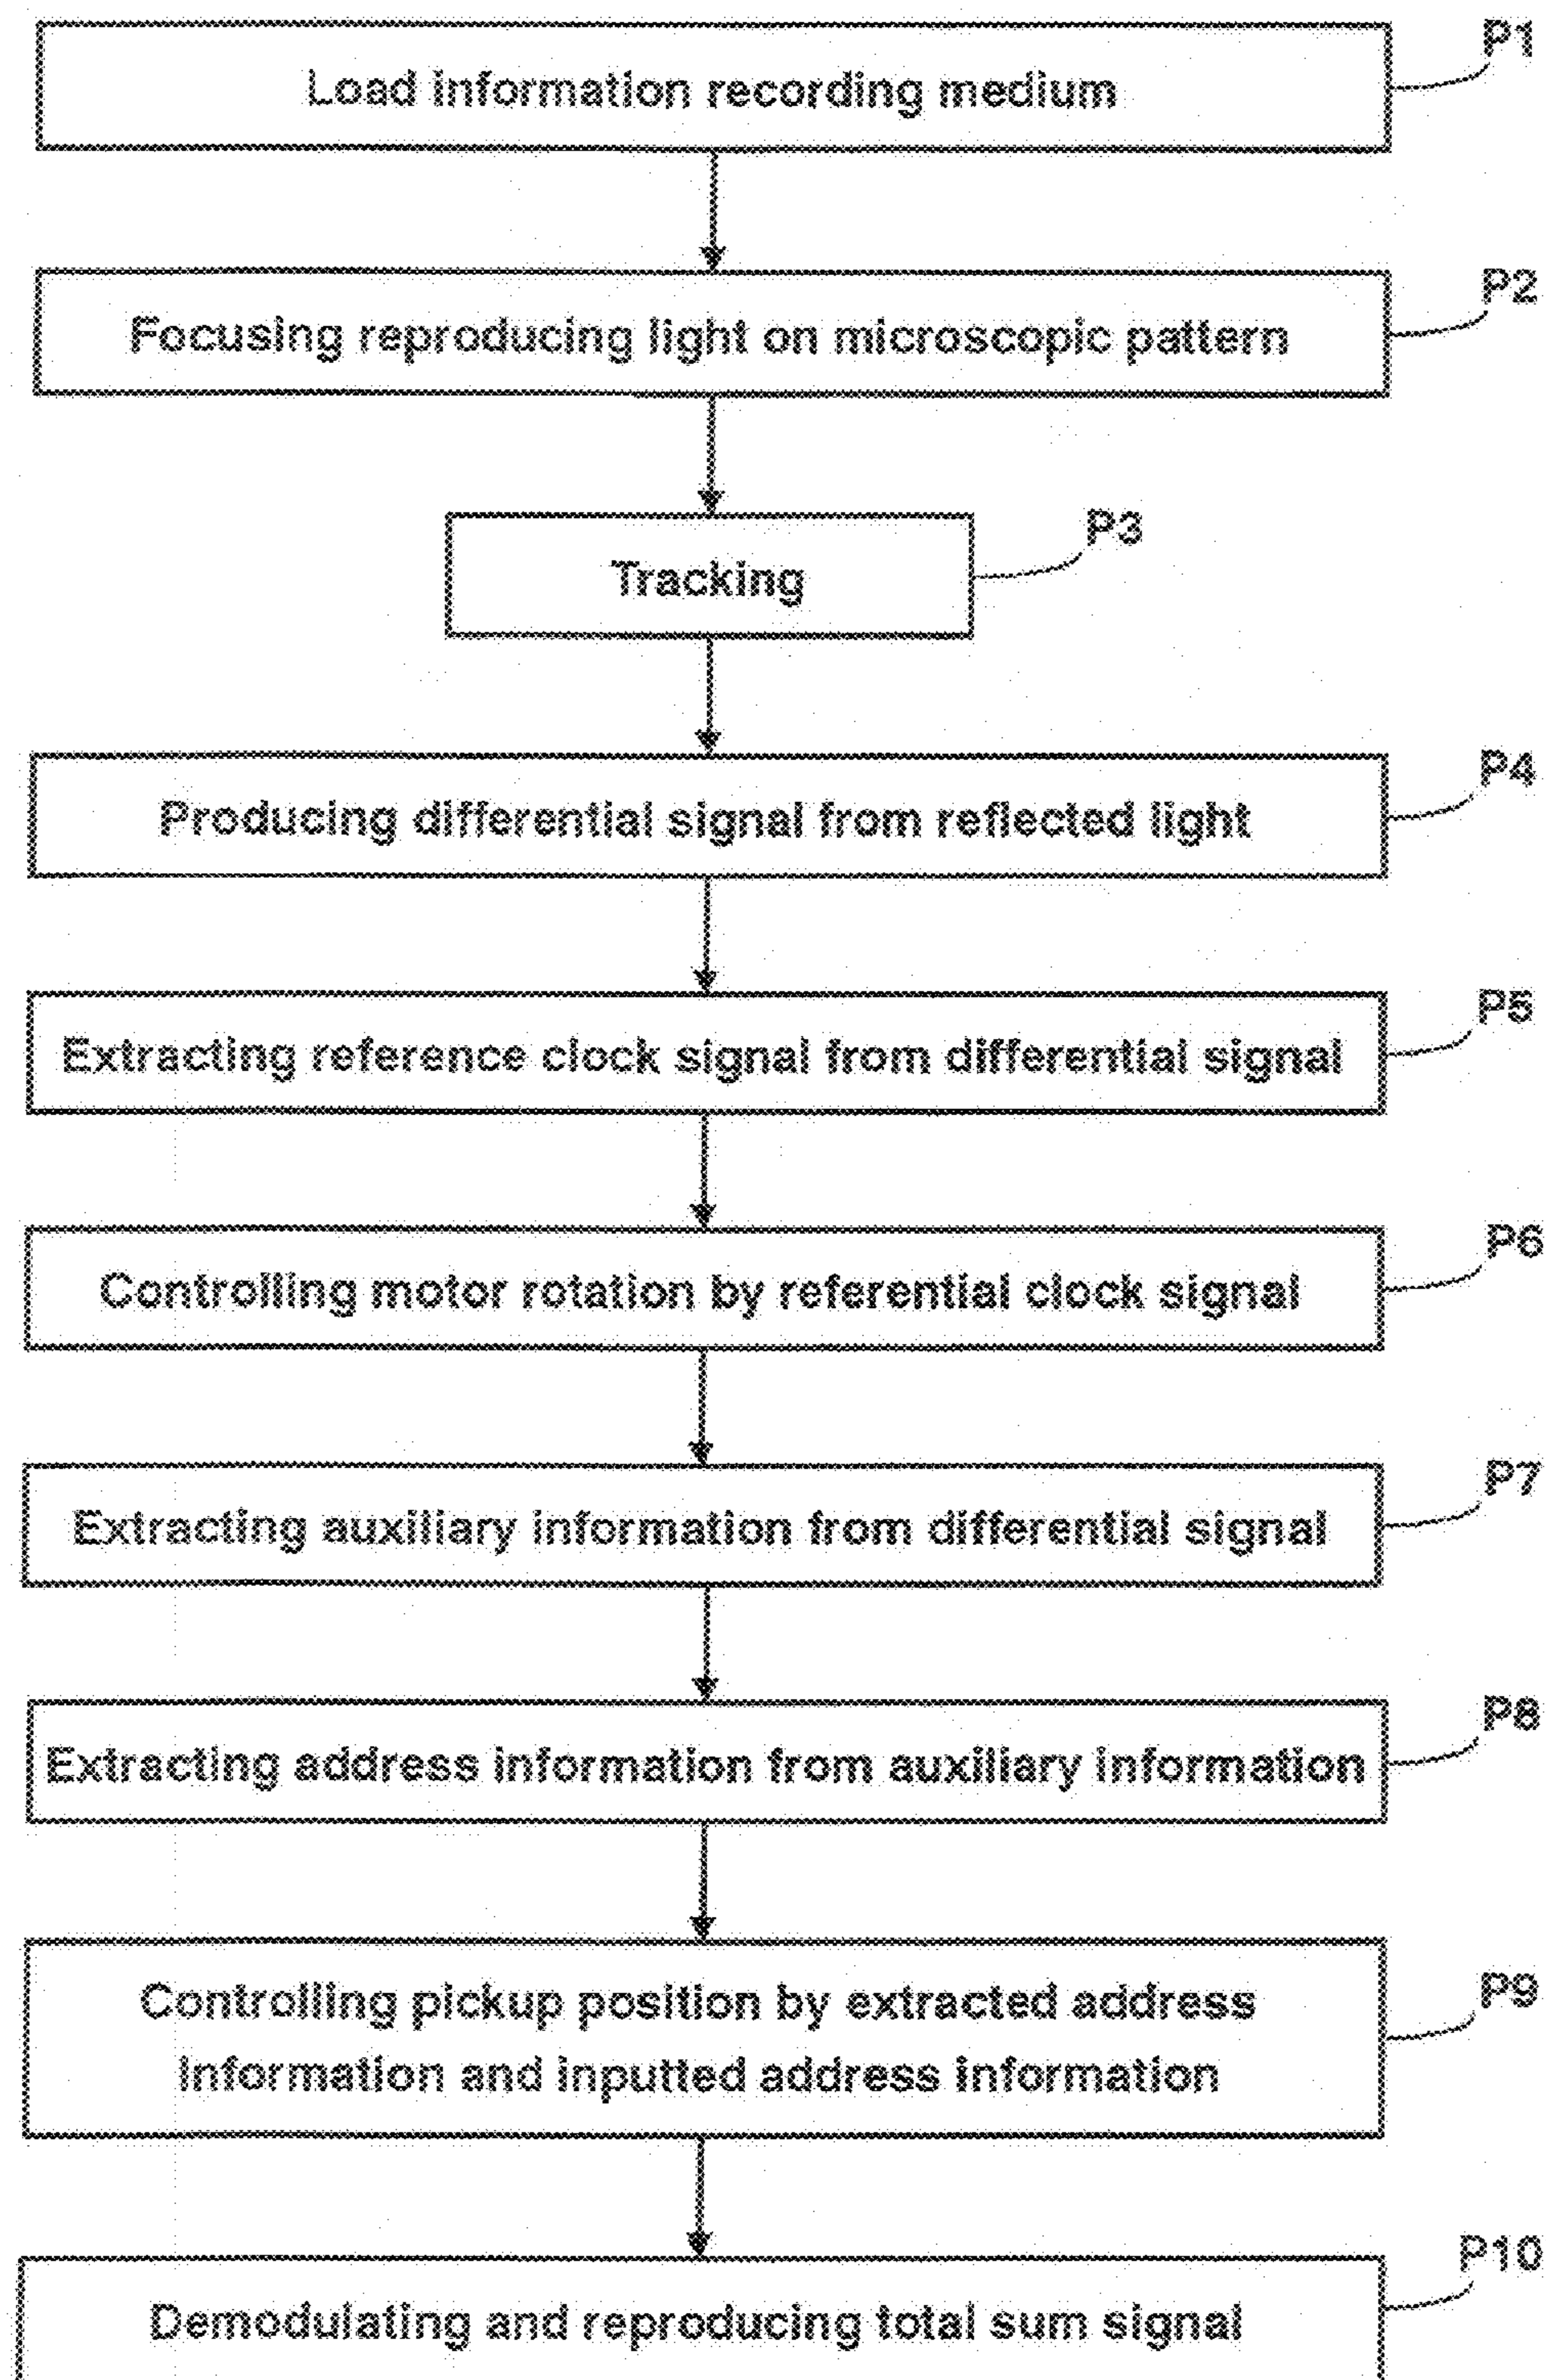 P1
Load information recording medium
P2
Focusing reproducing light on microscopic pattern
P3
Tracking
P4
Producing differential signal from reflected light
P5
Extracting reference clock signal from differential signal
P6
Controlling motor rotation by referential clock signal
P7
Extracting auxiliary information from differential signal
P8
Extracting address information from auxiliary information
P9
Controlling pickup position by extracted address
information and inputted address information
P10
Demodulating and reproducing total sum signal